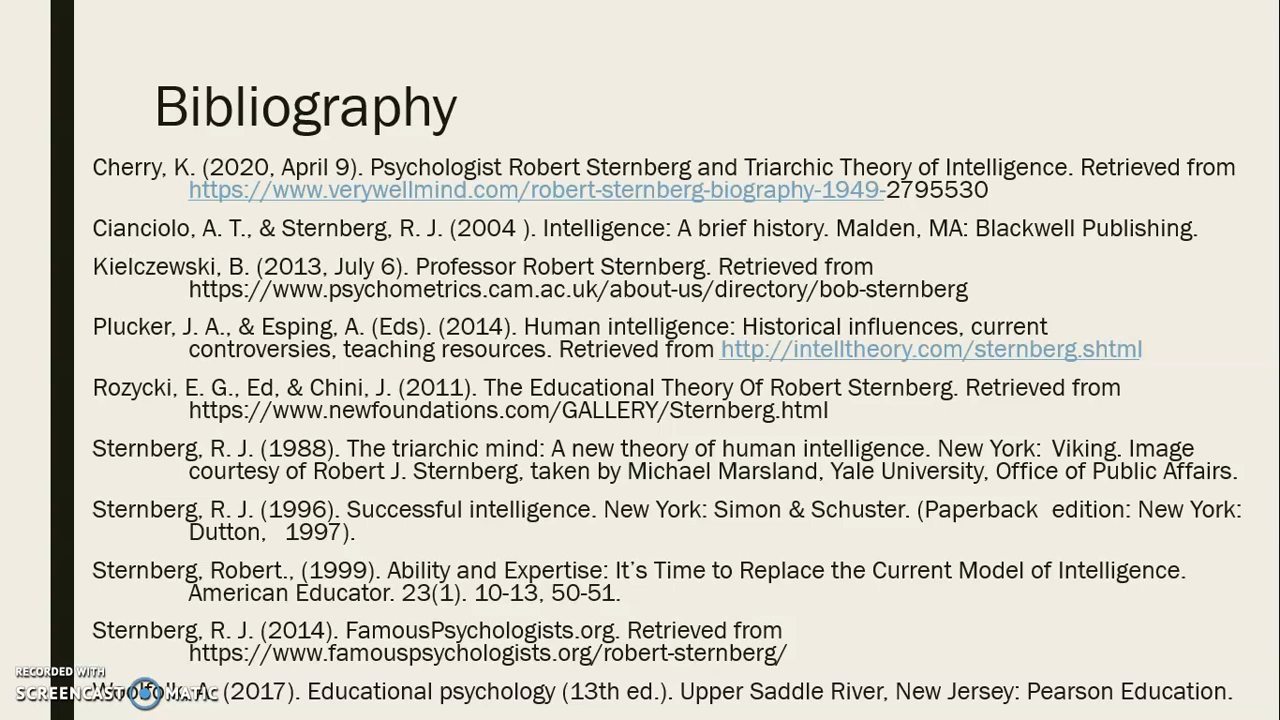 Bibliography
Cherry, K. (2020, April 9). Psychologist Robert Sternberg and Triarchic Theory of Intelligence. Retrieved from
https://www.verywellmind.com/robert-sternberg-biography-1949-2795530
Cianciolo, A. T., & Sternberg, R. J. (2004 ). Intelligence: A brief history. Malden, MA: Blackwell Publishing.
Kielczewski, B. (2013, July 6). Professor Robert Sternberg. Retrieved from
https://www.psychometrics.cam.ac.uk/about-us/directory/bob-sternberg
Plucker, J. A., & Esping, A. (Eds). (2014). Human intelligence: Historical influences, current
controversies, teaching resources. Retrieved from http://intelltheory.com/sternberg.shtml
Rozycki, E. G., Ed, & Chini, J. (2011). The Educational Theory Of Robert Sternberg. Retrieved from
https://www.newfoundations.com/GALLERY/Sternberg.html
Sternberg, R. J. (1988). The triarchic mind: A new theory of human intelligence. New York: Viking. Image
courtesy of Robert J. Sternberg, taken by Michael Marsland, Yale University, Office of Public Affairs.
Sternberg, R. J. (1996). Successful intelligence. New York: Simon & Schuster. (Paperback edition: New York:
Dutton, 1997).
Sternberg, Robert., (1999). Ability and Expertise: It's Time to Replace the Current Model of Intelligence.
American Educator. 23(1). 10-13, 50-51.
Sternberg, R. J. (2014). FamousPsychologists.org. Retrieved from
https://www.famouspsychologists.org/robert-sternberg/
RECORDED WITH
SCREENCAST MATIC
(2017). Educational psychology (13th ed.). Upper Saddle River, New Jersey: Pearson Education.